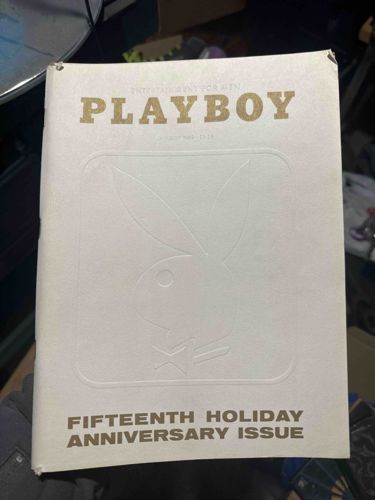 ENTERTAINMENT FOR MEN
PLAYBOY
FIFTEENTH HOLIDAY
ANNIVERSARY ISSUE